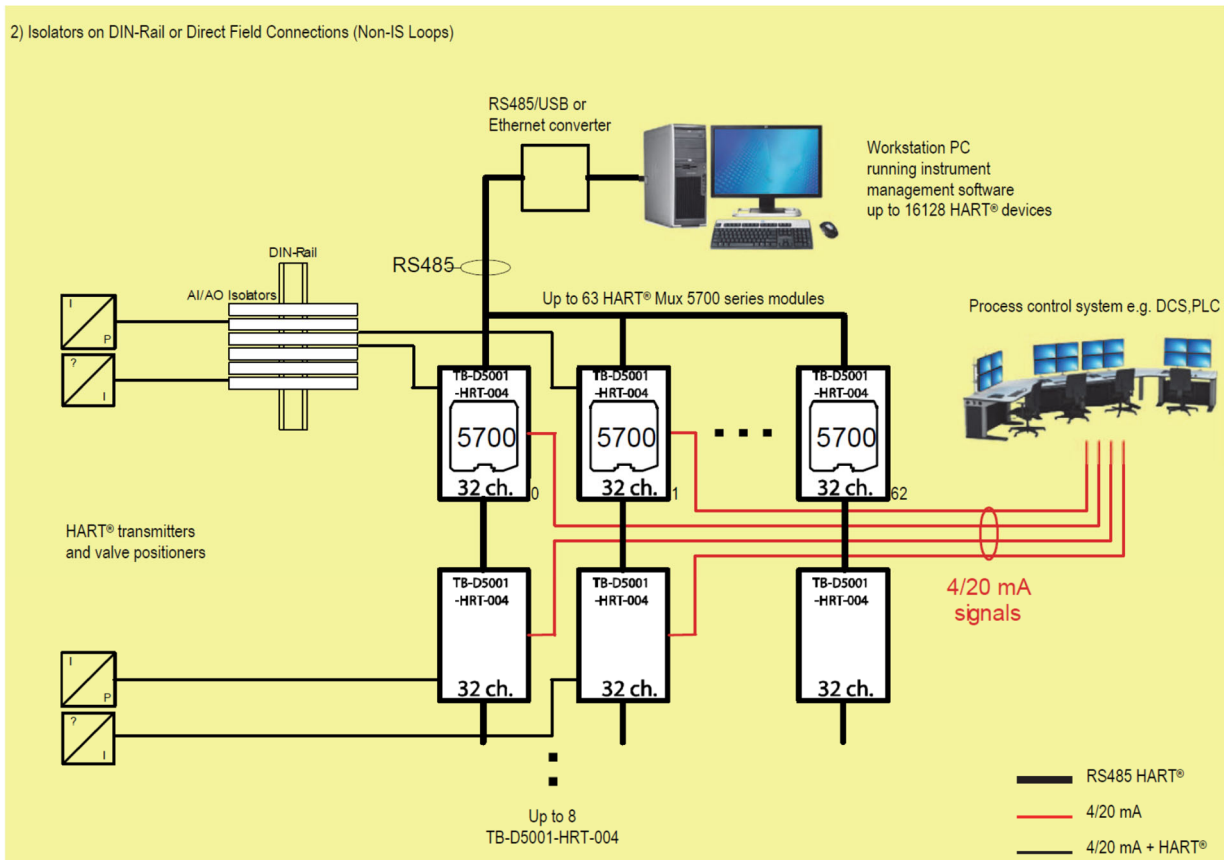 2) Isolators on DIN-Rail or Direct Field Connections (Non-IS Loops)
RS485/USB or
Ethernet converter
Workstation PC
running instrument
management software
up to 16128 HART® devices
DIN-Rail
RS485
AI/AO Isolators
Up to 63 HART® Mux 5700 series modules
Process control system e.g. DCS,PLC
I
P
?
I
TB-D5001
-HRT-004
5700
32 ch.
0
TB-D5001
-HRT-004
5700
32 ch.
1
TB-D5001
-HRT-004
5700
32 ch.
62
HART® transmitters
and valve positioners
4/20 mA
signals
TB-D5001
-HRT-004
32 ch.
TB-D5001
-HRT-004
32 ch.
TB-D5001
-HRT-004
32 ch.
I
P
?
I
Up to 8
TB-D5001-HRT-004
RS485 HART®
4/20 mA
4/20 mA + HART®